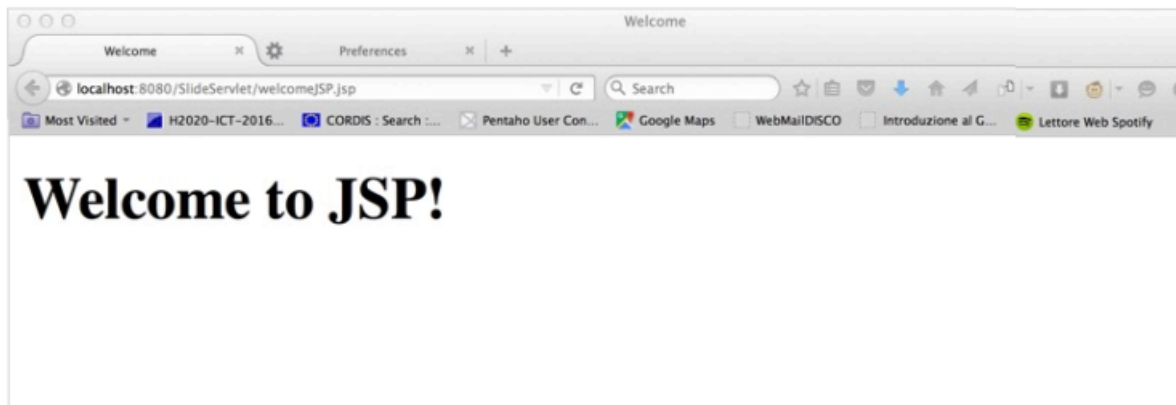 Welcome
Welcome Preferences
localhost:8080/SlideServlet/welcomeJSP.jsp Search
Most Visited H2020-ICT-2016... CORDIS : Search :... Pentaho User Con... Google Maps WebMailDISCO Introduzione al G... Lettore Web Spotify
Welcome to JSP!